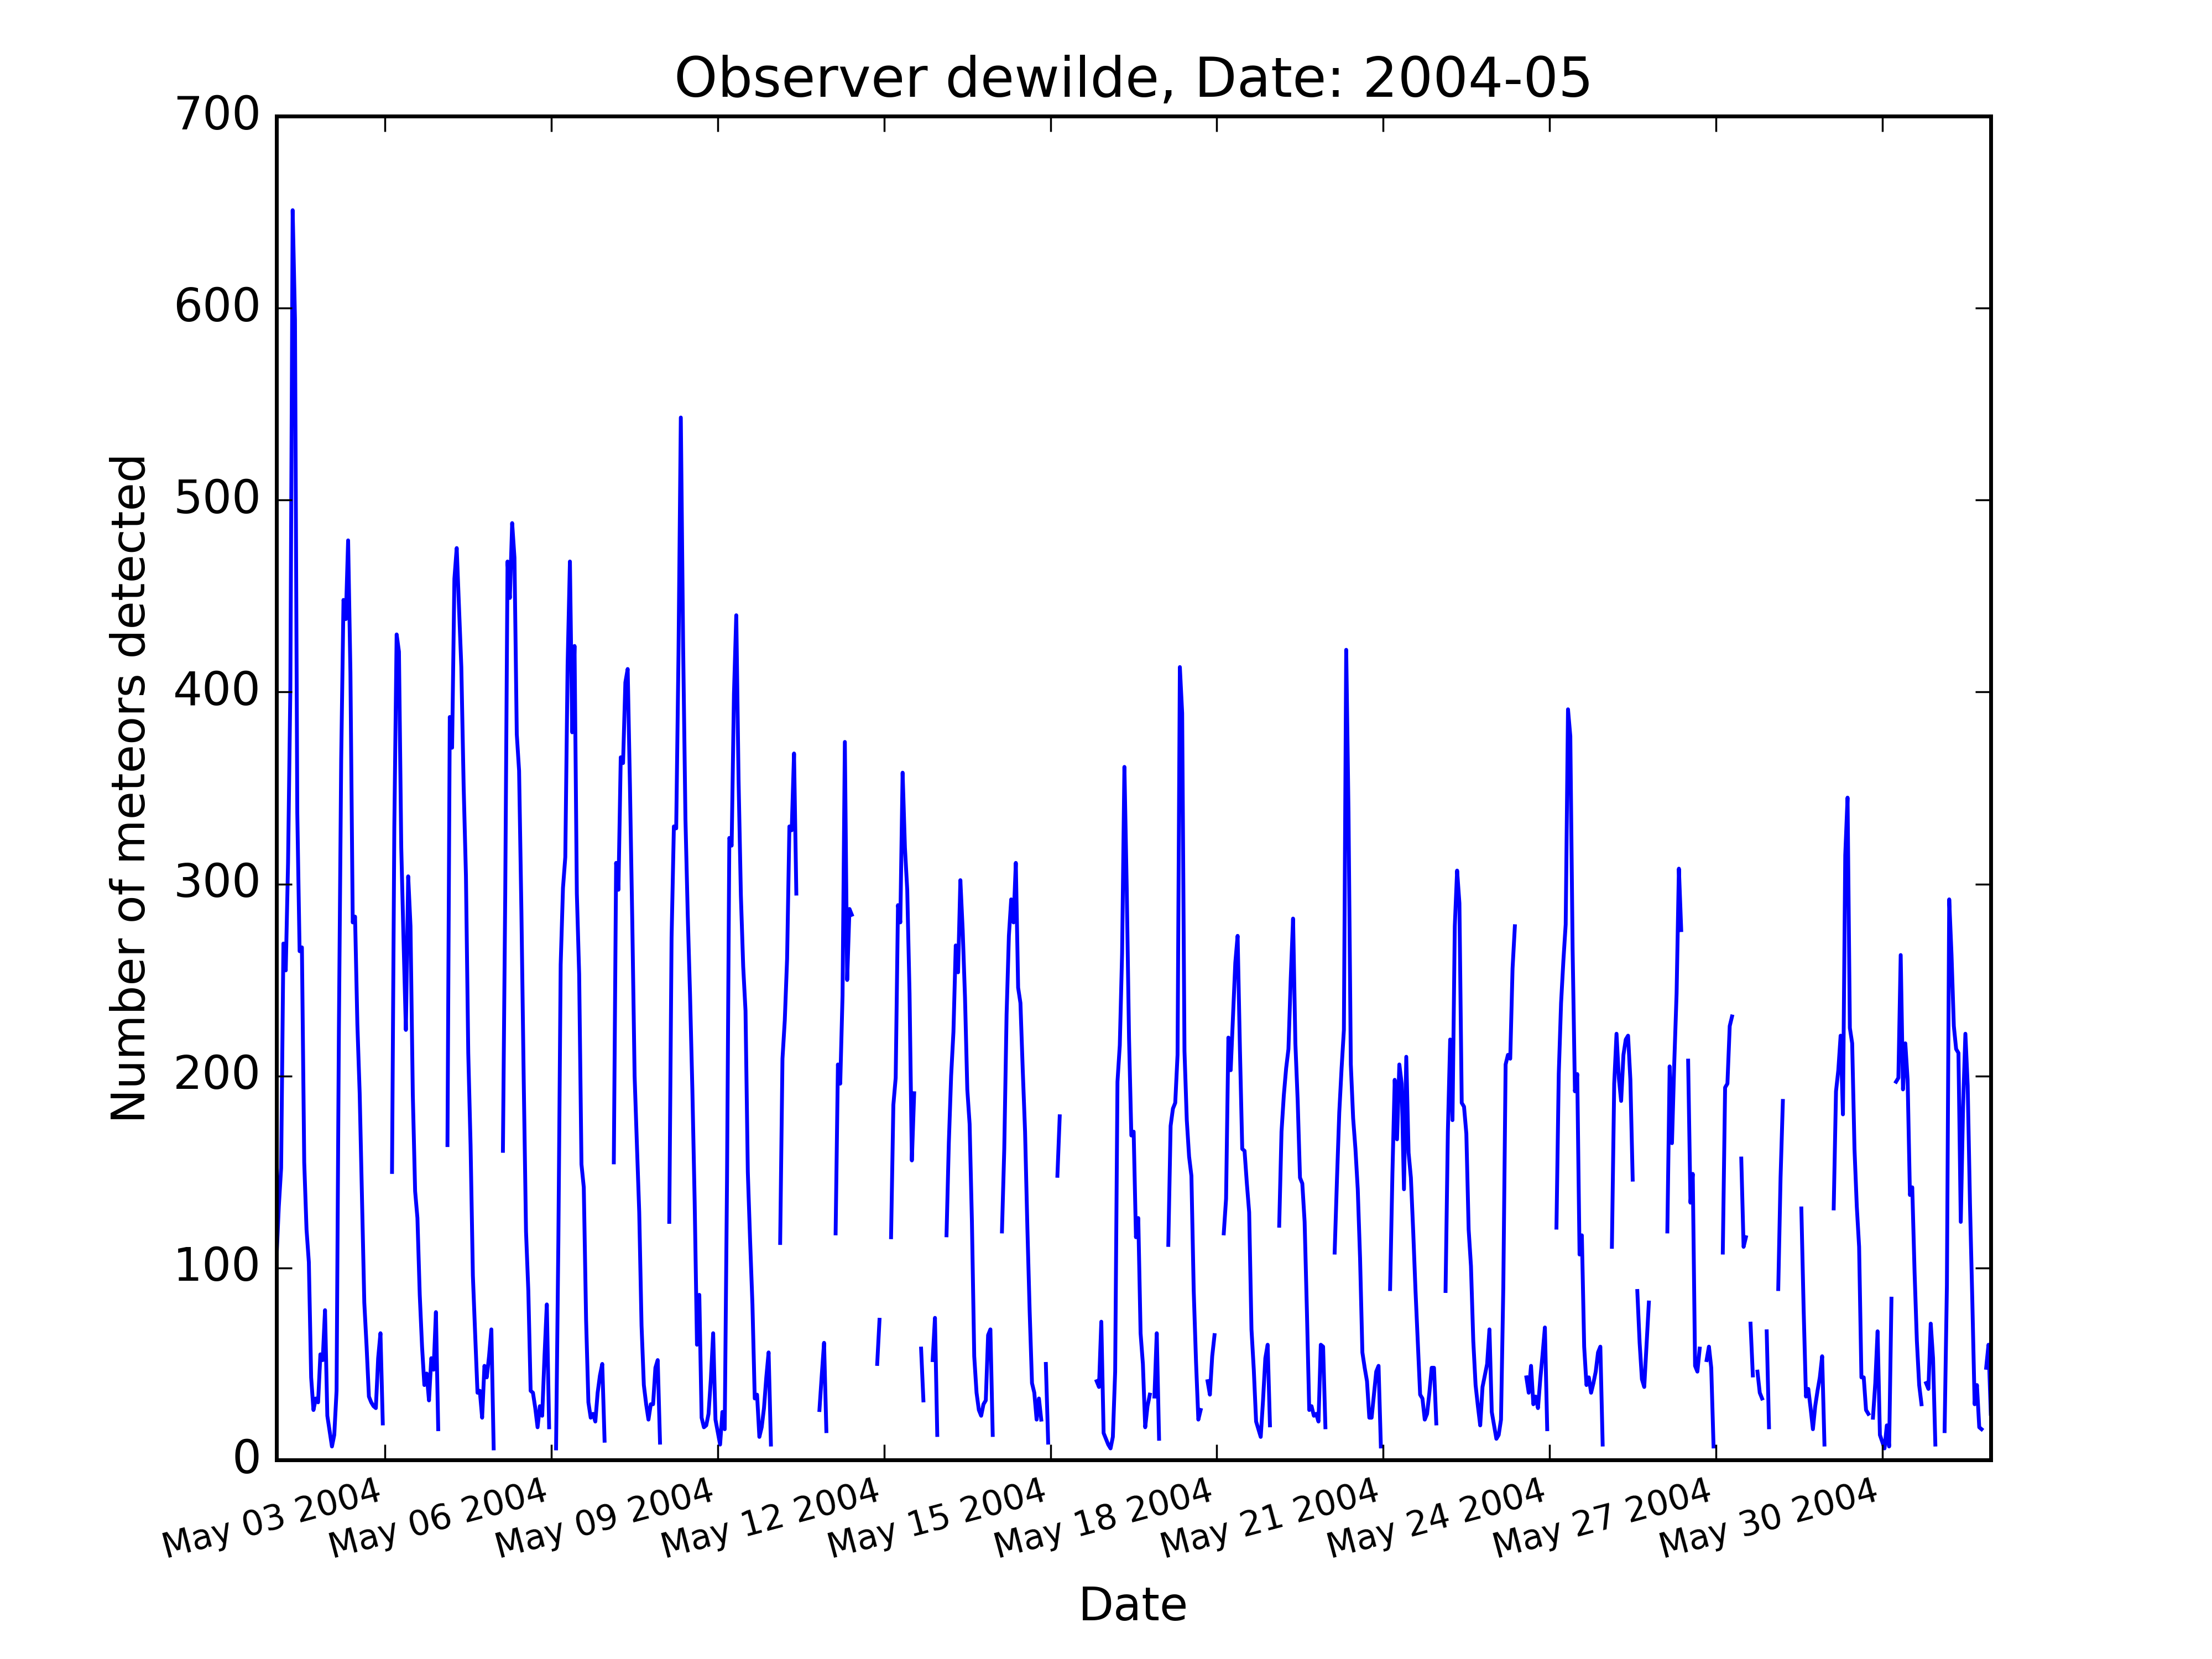 Observer dewilde, Date: 2004-05
Number of meteors detected
700
600
500
400
300
200
100
0
May 03 2004
May 06 2004
May 09 2004
May 12 2004
May 15 2004
May 18 2004
May 21 2004
May 24 2004
May 27 2004
May 30 2004
Date